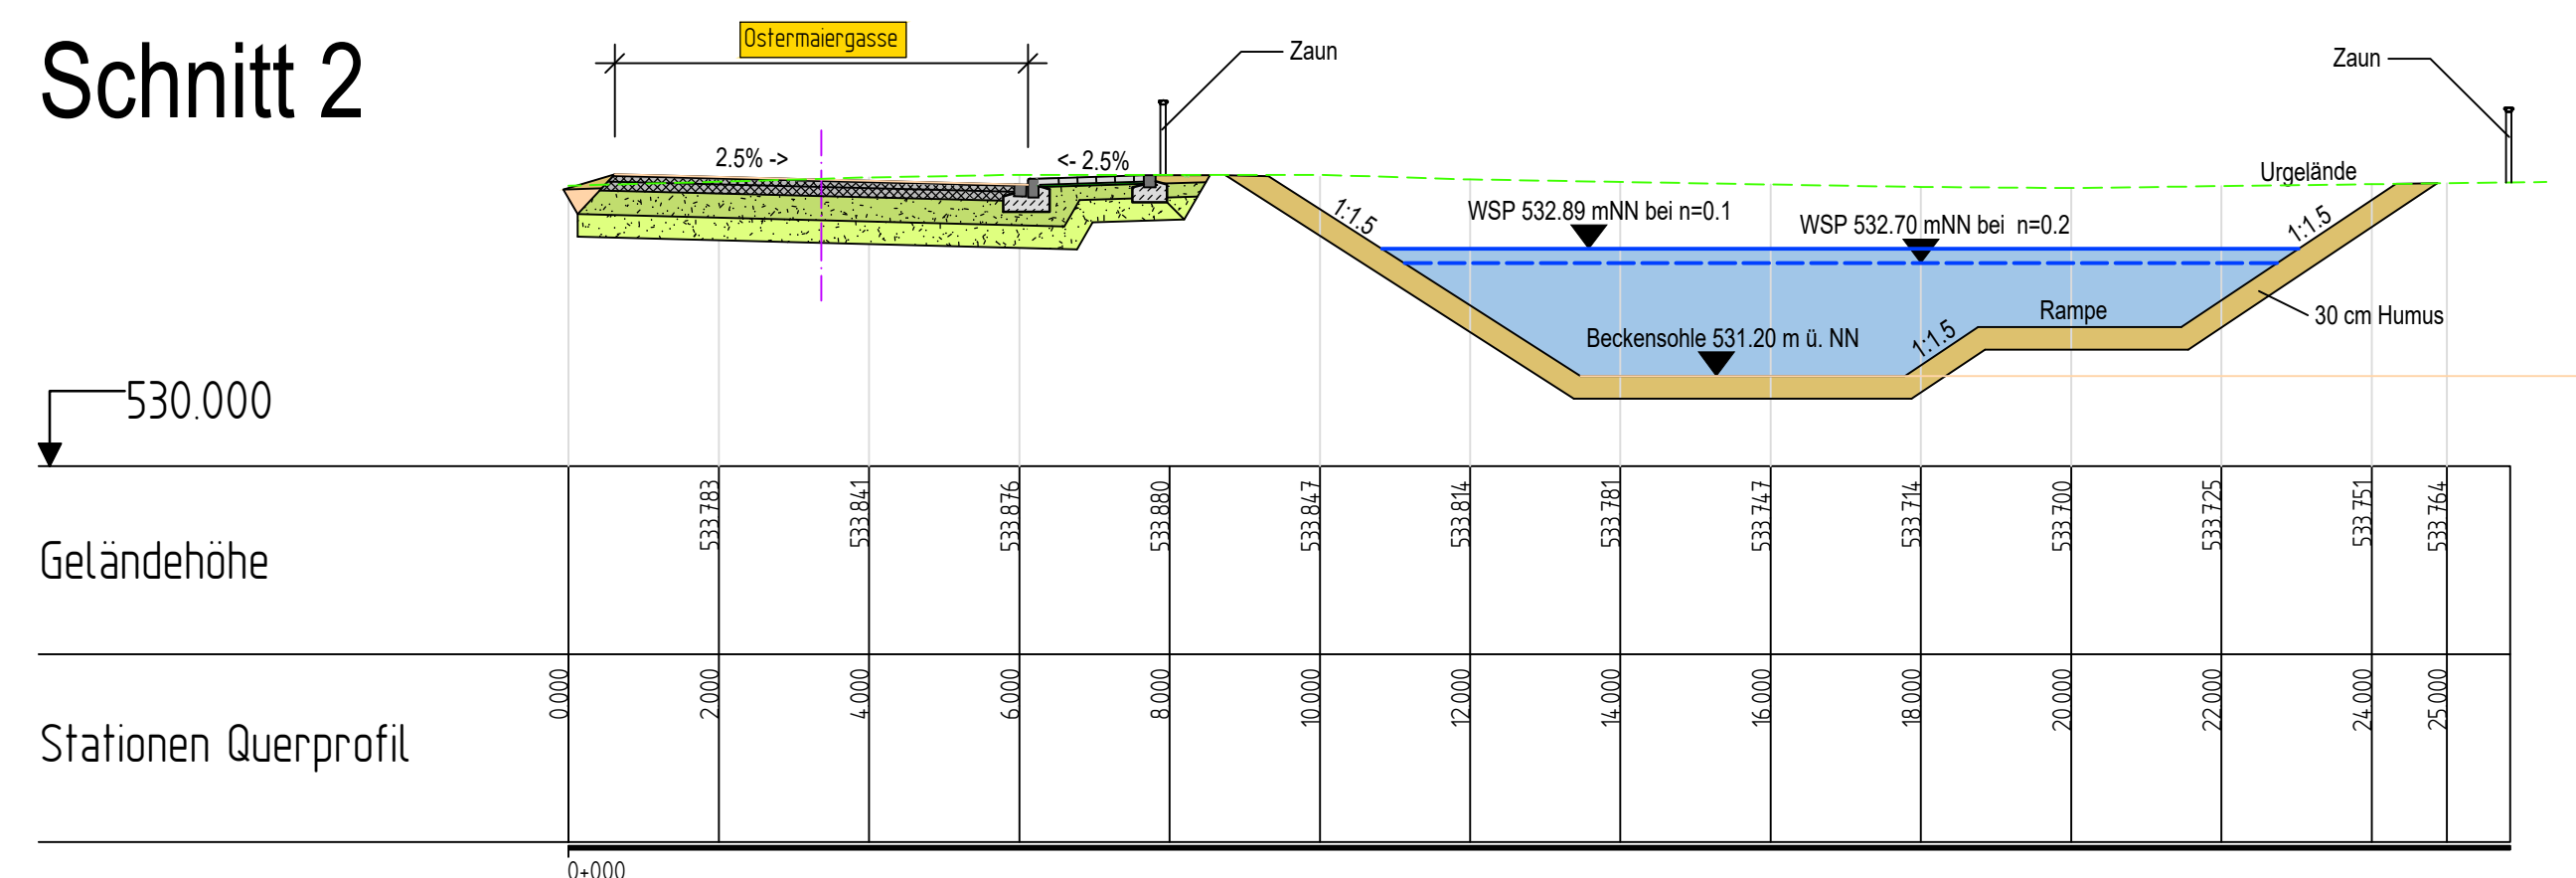 Schnitt 2
Ostermaiergasse
Zaun
Zaun
2.5% ->
<- 2.5%
Urgelände
1:1.5
WSP 532.89 mNN bei n=0.1
WSP 532.70 mNN bei n=0.2
1:1.5
Rampe
30 cm Humus
Beckensohle 531.20 m ü. NN
1:1.5
530.000
Geländehöhe
533.783
533.841
533.876
533.880
533.847
533.814
533.781
533.747
533.714
533.700
533.725
533.751
533.764
Stationen Querprofil
0.000
2.000
4.000
6.000
8.000
10.000
12.000
14.000
16.000
18.000
20.000
22.000
24.000
25.000
0+000